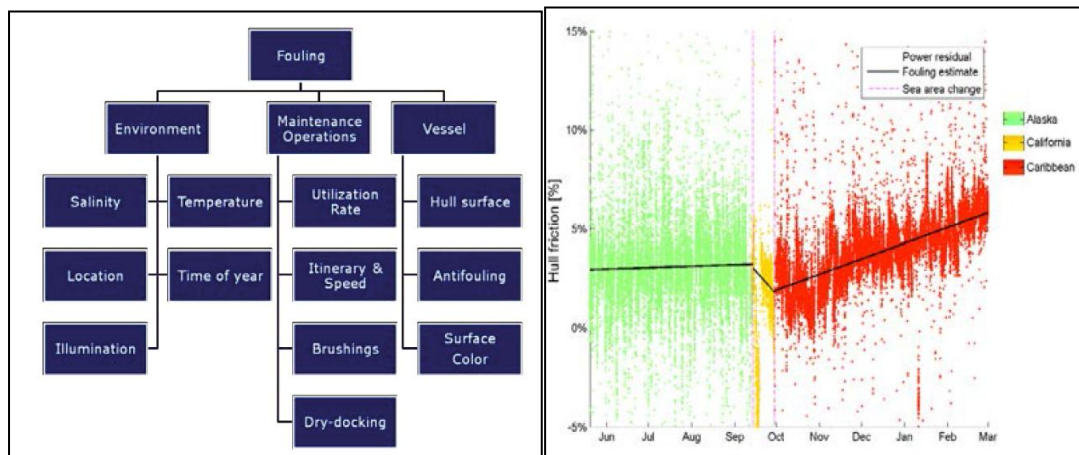 Fouling
Environment
Maintenance
Operations
Vessel
Salinity
Temperature
Utilization
Rate
Hull surface
Location
Time of year
Itinerary &
Speed
Antifouling
Illumination
Brushings
Surface
Color
Dry-docking
15%
10%
5%
0%
-5%
Hull friction [%]
Power residual
Fouling estimate
Sea area change
Alaska
California
Caribbean
Jun Jul Aug Sep Oct Nov Dec Jan Feb Mar